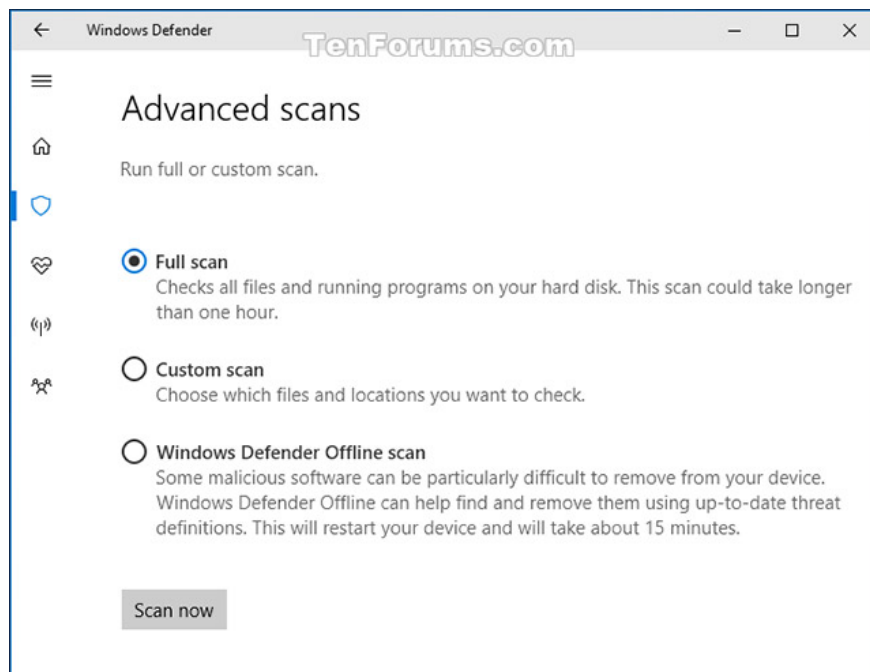 Windows Defender
TenForums.com
Advanced scans
Run full or custom scan.
Full scan
Checks all files and running programs on your hard disk. This scan could take longer
than one hour.
Custom scan
Choose which files and locations you want to check.
Windows Defender Offline scan
Some malicious software can be particularly difficult to remove from your device.
Windows Defender Offline can help find and remove them using up-to-date threat
definitions. This will restart your device and will take about 15 minutes.
Scan now